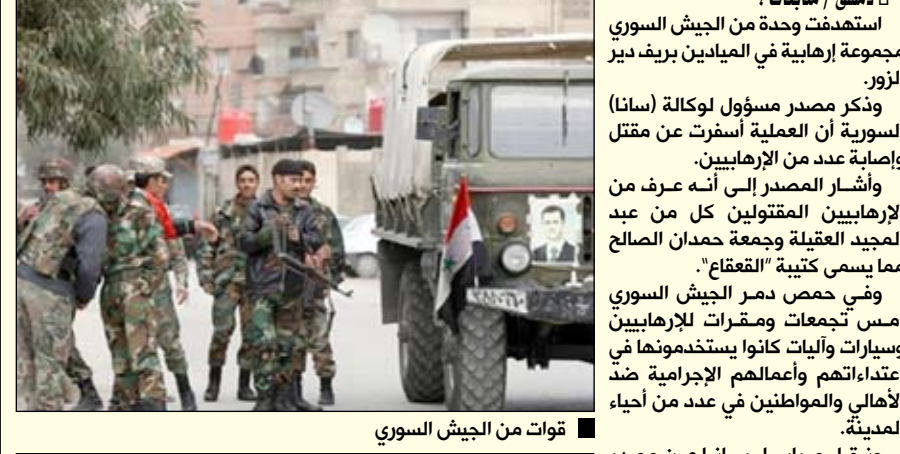 استهدفت وحدة من الجيش السوري
مجموعة إرهابية في الميادين بريف دير
الزور.
وذكر مصدر مسؤول لوكالة (سانا)
السورية أن العملية أسفرت عن مقتل
وإصابة عدد من الإرهابيين.
وأشار المصدر إلى أنه عرف من
الإرهابيين المقتولين كل من عبد
المجيد العقيلة وجمعة حمدان الصالح
مما يسمى كتيبة "القعقاع".
وفي حمص دمر الجيش السوري
أمس تجمعات ومقرات للإرهابيين
وسيارات وآليات كانوا يستخدمونها في
اعتداءاتهم وأعمالهم الإجرامية ضد
الأهالي والمواطنين في عدد من أحياء
المدينة.
قوات من الجيش السوري